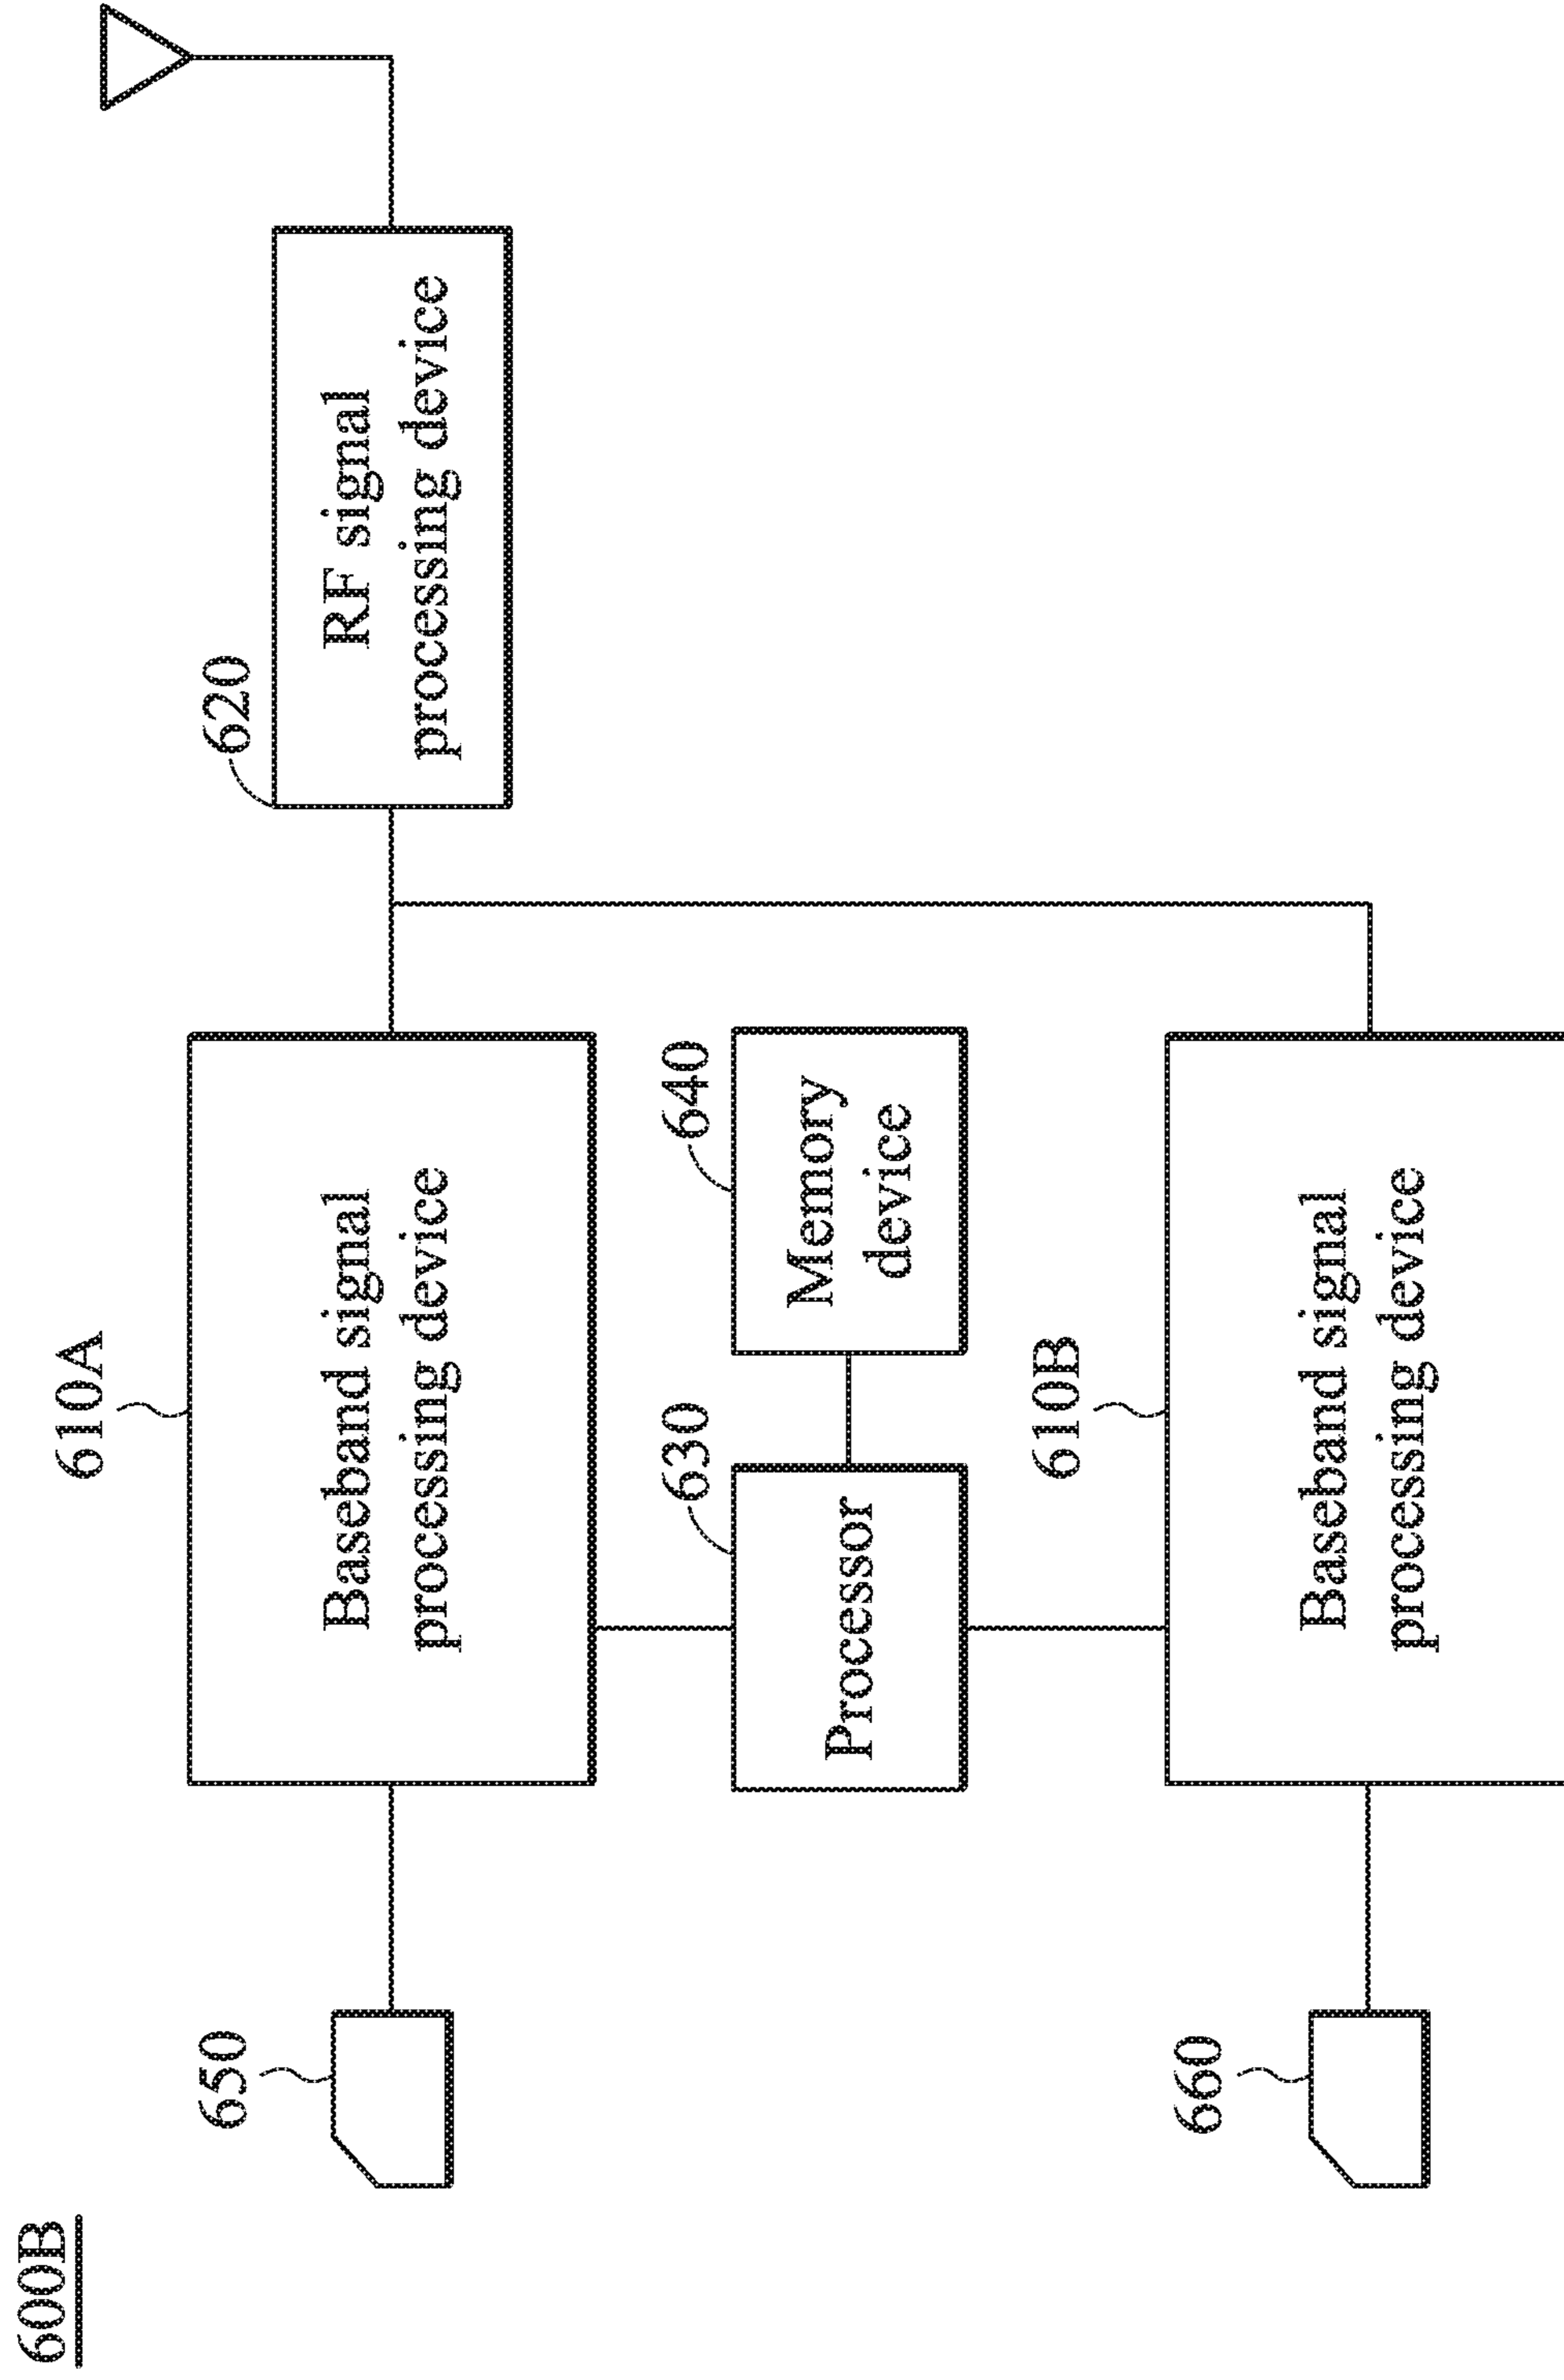 600B
650
610A
Baseband signal
processing device
620
RF signal
processing device
630
Processor
640
Memory
device
660
610B
Baseband signal
processing device